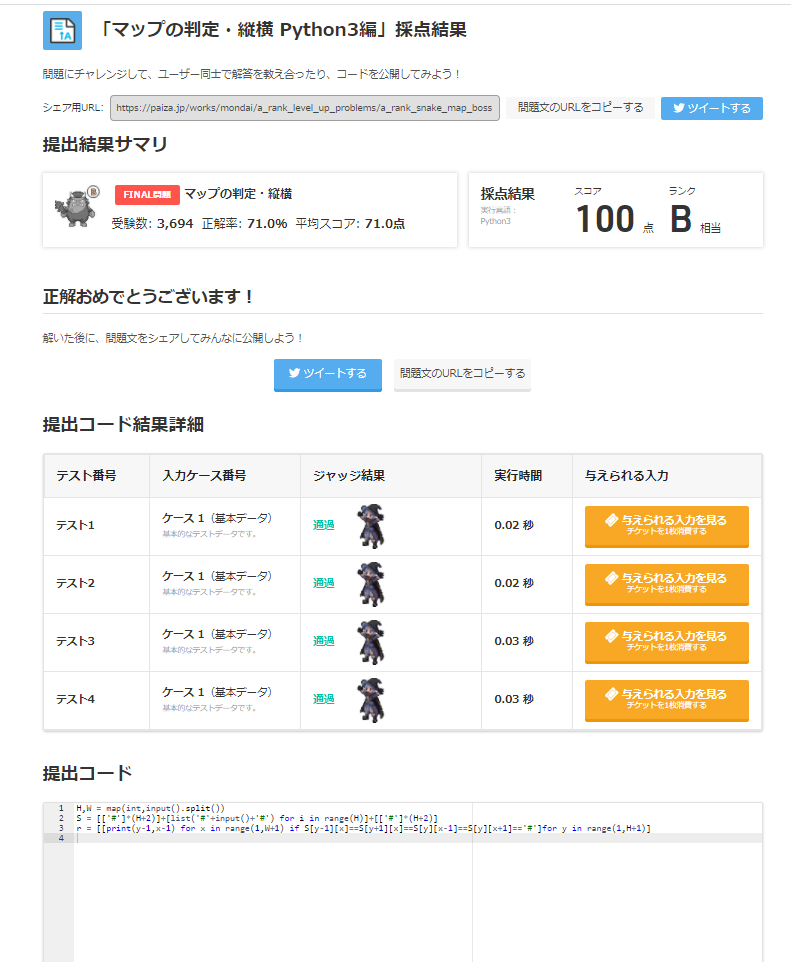 「マップの判定・縦横 Python3編」採点結果
問題にチャレンジして、ユーザー同士で解答を教え合ったり、コードを公開してみよう！
シェア用URL: https://paiza.jp/works/mondai/a_rank_level_up_problems/a_rank_snake_map_boss 問題文のURLをコピーする ツイートする
提出結果サマリ
B FINAL問題 マップの判定・縦横
受験数: 3,694 正解率: 71.0% 平均スコア: 71.0点
採点結果 スコア ランク
実行言語：
Python3
100 点 B 相当
正解おめでとうございます！
解いた後に、問題文をシェアしてみんなに公開しよう！
ツイートする 問題文のURLをコピーする
提出コード結果詳細
テスト番号 入力ケース番号 ジャッジ結果 実行時間 与えられる入力
テスト1 ケース 1（基本データ） 通過 0.02 秒 与えられる入力を見る
基本的なテストデータです。 チケットを1枚消費する
テスト2 ケース 1（基本データ） 通過 0.02 秒 与えられる入力を見る
基本的なテストデータです。 チケットを1枚消費する
テスト3 ケース 1（基本データ） 通過 0.03 秒 与えられる入力を見る
基本的なテストデータです。 チケットを1枚消費する
テスト4 ケース 1（基本データ） 通過 0.03 秒 与えられる入力を見る
基本的なテストデータです。 チケットを1枚消費する
提出コード
1 H,W = map(int,input().split())
2 S = [['#']*(H+2)]+[list('#'+input()+'#') for i in range(H)]+[['#']*(H+2)]
3 r = [[print(y-1,x-1) for x in range(1,W+1) if S[y-1][x]==S[y+1][x]==S[y][x-1]==S[y][x+1]=='#']for y in range(1,H+1)]
4